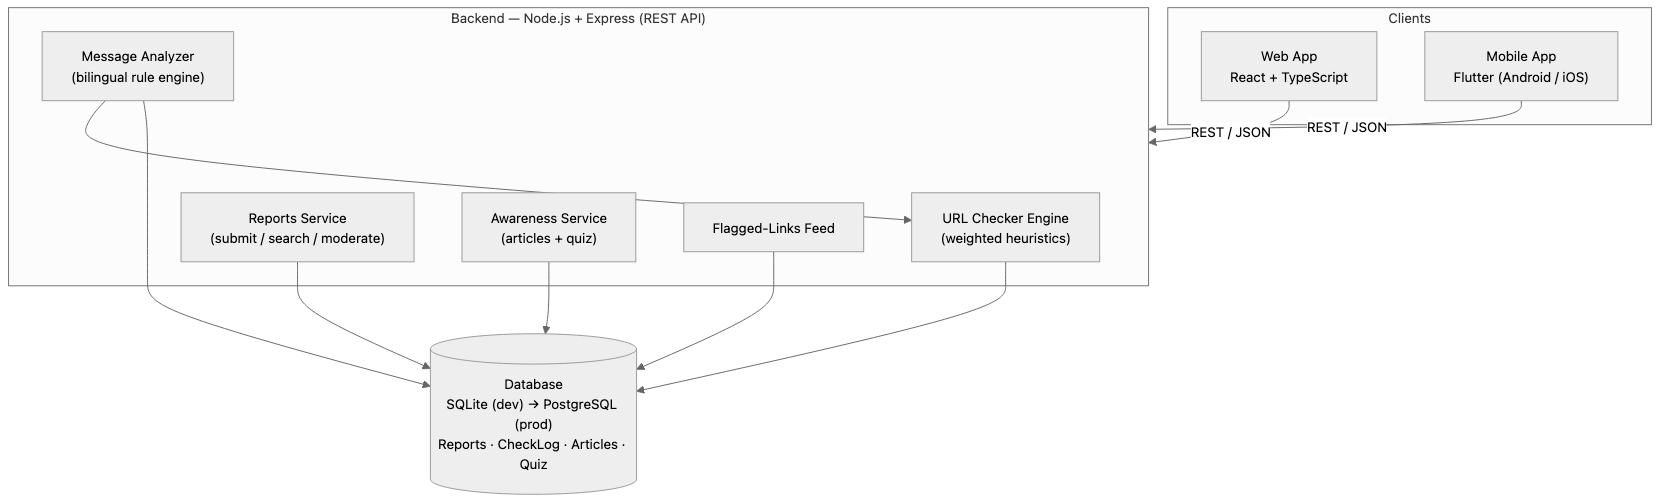 Backend — Node.js + Express (REST API)
Message Analyzer
(bilingual rule engine)
Clients
Web App
React + TypeScript
Mobile App
Flutter (Android / iOS)
REST / JSON
REST / JSON
Reports Service
(submit / search / moderate)
Awareness Service
(articles + quiz)
Flagged-Links Feed
URL Checker Engine
(weighted heuristics)
Database
SQLite (dev) → PostgreSQL
(prod)
Reports · CheckLog · Articles ·
Quiz